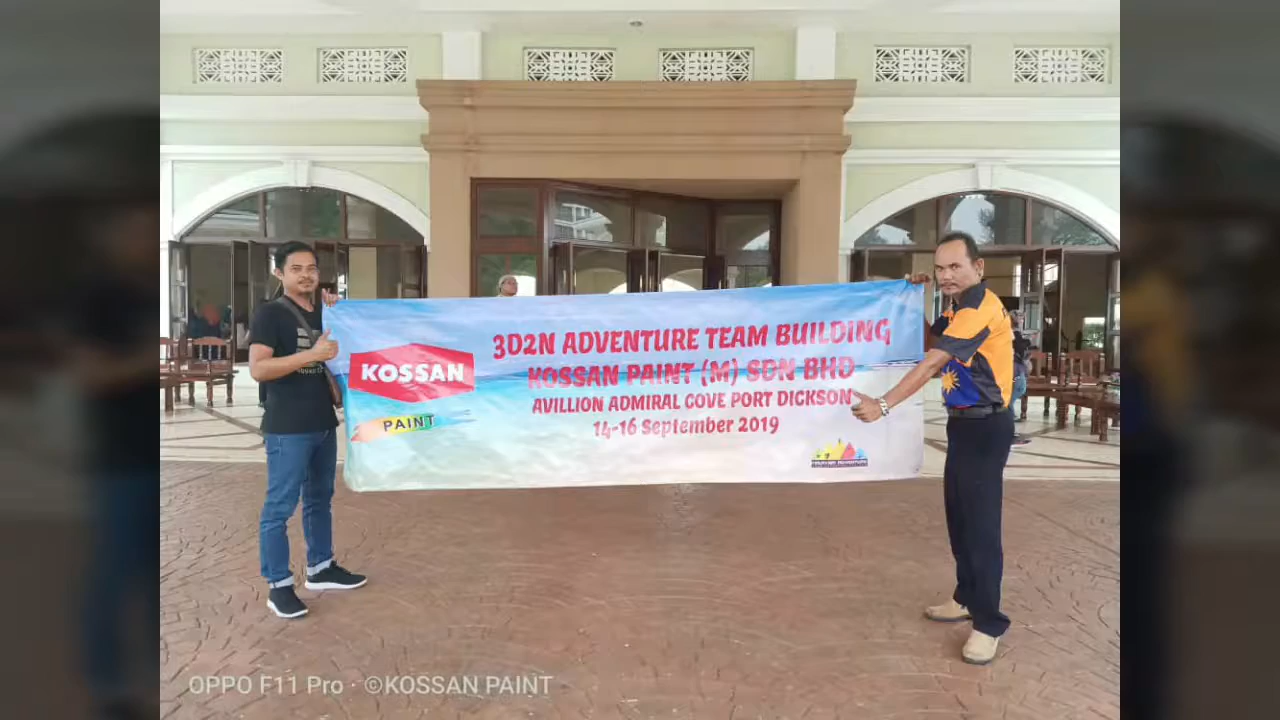 3D2N ADVENTURE TEAM BUILDING
KOSSAN PAINT (M) SDN BHD
AVILLION ADMIRAL COVE PORT DICKSON
14-16 September 2019
KOSSAN
PAINT
OPPO F11 Pro · ©KOSSAN PAINT